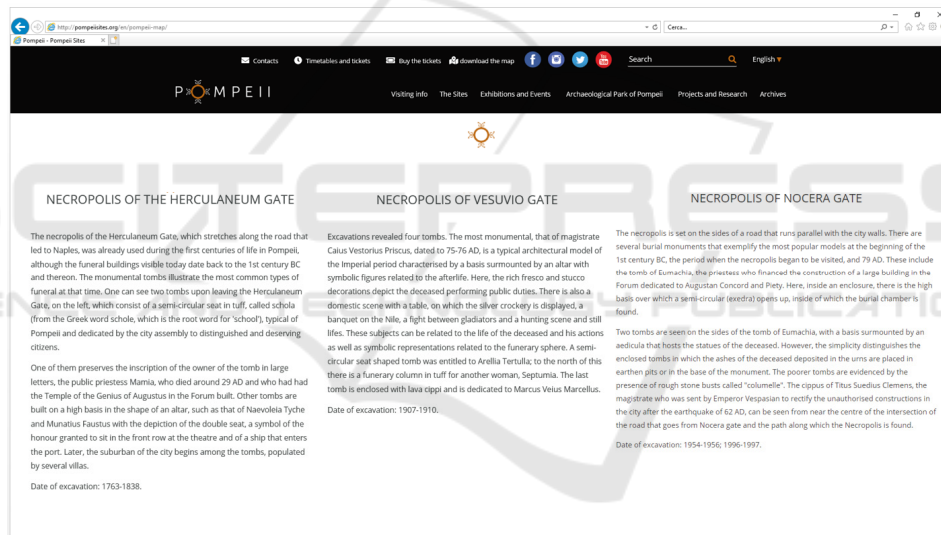 http://pompeiisites.org/en/pompeii-map/
Cerca...
Pompeii - Pompeii Sites
Contacts
Timetables and tickets
Buy the tickets
download the map
Search
English
POMPEII
Visiting info
The Sites
Exhibitions and Events
Archaeological Park of Pompeii
Projects and Research
Archives
NECROPOLIS OF THE HERCULANEUM GATE
The necropolis of the Herculaneum Gate, which stretches along the road that
led to Naples, was already used during the first centuries of life in Pompeii,
although the funeral buildings visible today date back to the 1st century BC
and thereon. The monumental tombs illustrate the most common types of
funeral at that time. One can see two tombs upon leaving the Herculaneum
Gate, on the left, which consist of a semi-circular seat in tuff, called schola
(from the Greek word schole, which is the root word for 'school'), typical of
Pompeii and dedicated by the city assembly to distinguished and deserving
citizens.
One of them preserves the inscription of the owner of the tomb in large
letters, the public priestess Mamia, who died around 29 AD and who had had
the Temple of the Genius of Augustus in the Forum built. Other tombs are
built on a high basis in the shape of an altar, such as that of Naevoleia Tyche
and Munatius Faustus with the depiction of the double seat, a symbol of the
honour granted to sit in the front row at the theatre and of a ship that enters
the port. Later, the suburban of the city begins among the tombs, populated
by several villas.
Date of excavation: 1763-1838.
NECROPOLIS OF VESUVIO GATE
Excavations revealed four tombs. The most monumental, that of magistrate
Caius Vestorius Priscus, dated to 75-76 AD, is a typical architectural model of
the Imperial period characterised by a basis surmounted by an altar with
symbolic figures related to the afterlife. Here, the rich fresco and stucco
decorations depict the deceased performing public duties. There is also a
domestic scene with a table, on which the silver crockery is displayed, a
banquet on the Nile, a fight between gladiators and a hunting scene and still
lifes. These subjects can be related to the life of the deceased and his actions
as well as symbolic representations related to the funerary sphere. A semi-
circular seat shaped tomb was entitled to Arellia Tertulla; to the north of this
there is a funerary column in tuff for another woman, Septumia. The last
tomb is enclosed with lava cippi and is dedicated to Marcus Veius Marcellus.
Date of excavation: 1907-1910.
NECROPOLIS OF NOCERA GATE
The necropolis is set on the sides of a road that runs parallel with the city walls. There are
several burial monuments that exemplify the most popular models at the beginning of the
1st century BC, the period when the necropolis began to be visited, and 79 AD. These include
the tomb of Eumachia, the priestess who financed the construction of a large building in the
Forum dedicated to Augustan Concord and Piety. Here, inside an enclosure, there is the high
basis over which a semi-circular (exedra) opens up, inside of which the burial chamber is
found.
Two tombs are seen on the sides of the tomb of Eumachia, with a basis surmounted by an
aedicula that hosts the statues of the deceased. However, the simplicity distinguishes the
enclosed tombs in which the ashes of the deceased deposited in the urns are placed in
earthen pits or in the base of the monument. The poorer tombs are evidenced by the
presence of rough stone busts called "columelle". The cippus of Titus Suedius Clemens, the
magistrate who was sent by Emperor Vespasian to rectify the unauthorised constructions in
the city after the earthquake of 62 AD, can be seen from near the centre of the intersection of
the road that goes from Nocera gate and the path along which the Necropolis is found.
Date of excavation: 1954-1956; 1996-1997.